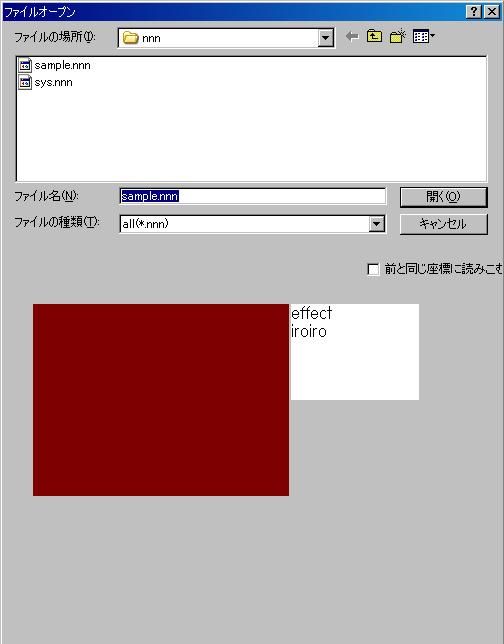 ファイルオープン
ファイルの場所(I):
nnn
sample.nnn
sys.nnn
ファイル名(N):
sample.nnn
開く(O)
ファイルの種類(T):
all(*.nnn)
キャンセル
前と同じ座標に読みこむ
effect
iroiro